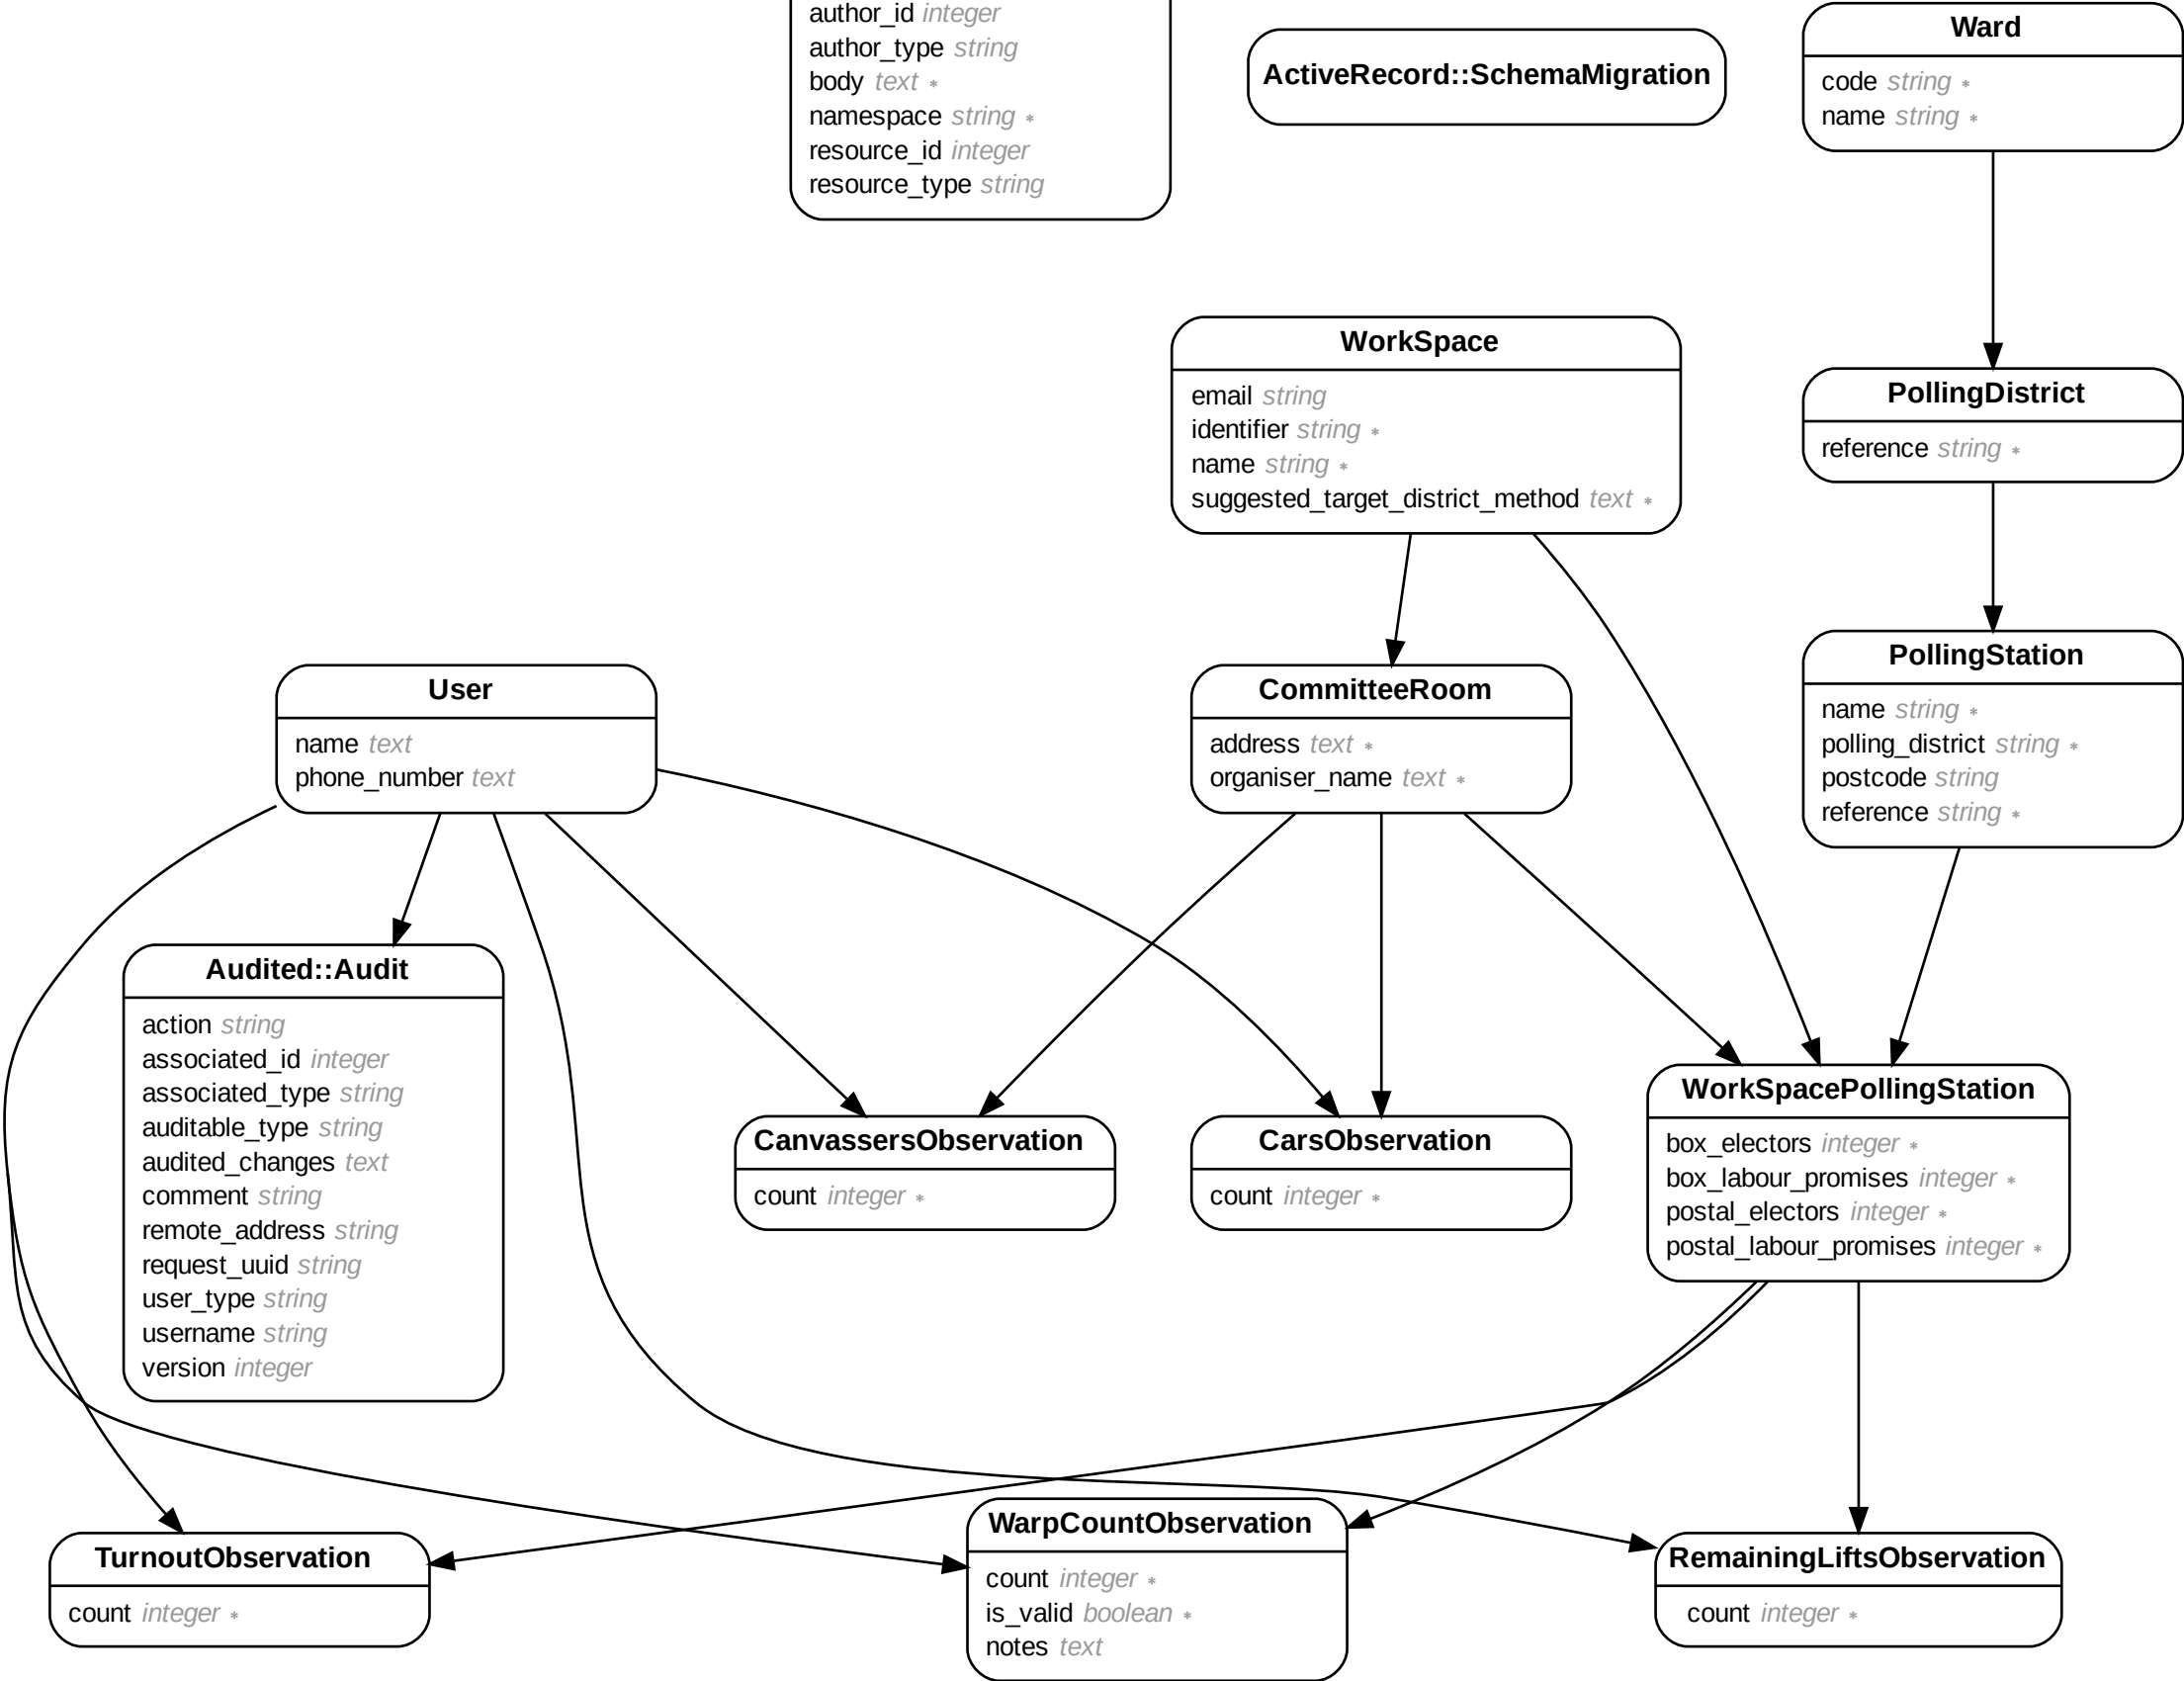 author_id integer
author_type string
body text *
namespace string *
resource_id integer
resource_type string
ActiveRecord::SchemaMigration
Ward
code string *
name string *
WorkSpace
email string
identifier string *
name string *
suggested_target_district_method text *
PollingDistrict
reference string *
User
name text
phone_number text
CommitteeRoom
address text *
organiser_name text *
PollingStation
name string *
polling_district string *
postcode string
reference string *
Audited::Audit
action string
associated_id integer
associated_type string
auditable_type string
audited_changes text
comment string
remote_address string
request_uuid string
user_type string
username string
version integer
CanvassersObservation
count integer *
CarsObservation
count integer *
WorkSpacePollingStation
box_electors integer *
box_labour_promises integer *
postal_electors integer *
postal_labour_promises integer *
TurnoutObservation
count integer *
WarpCountObservation
count integer *
is_valid boolean *
notes text
RemainingLiftsObservation
count integer *